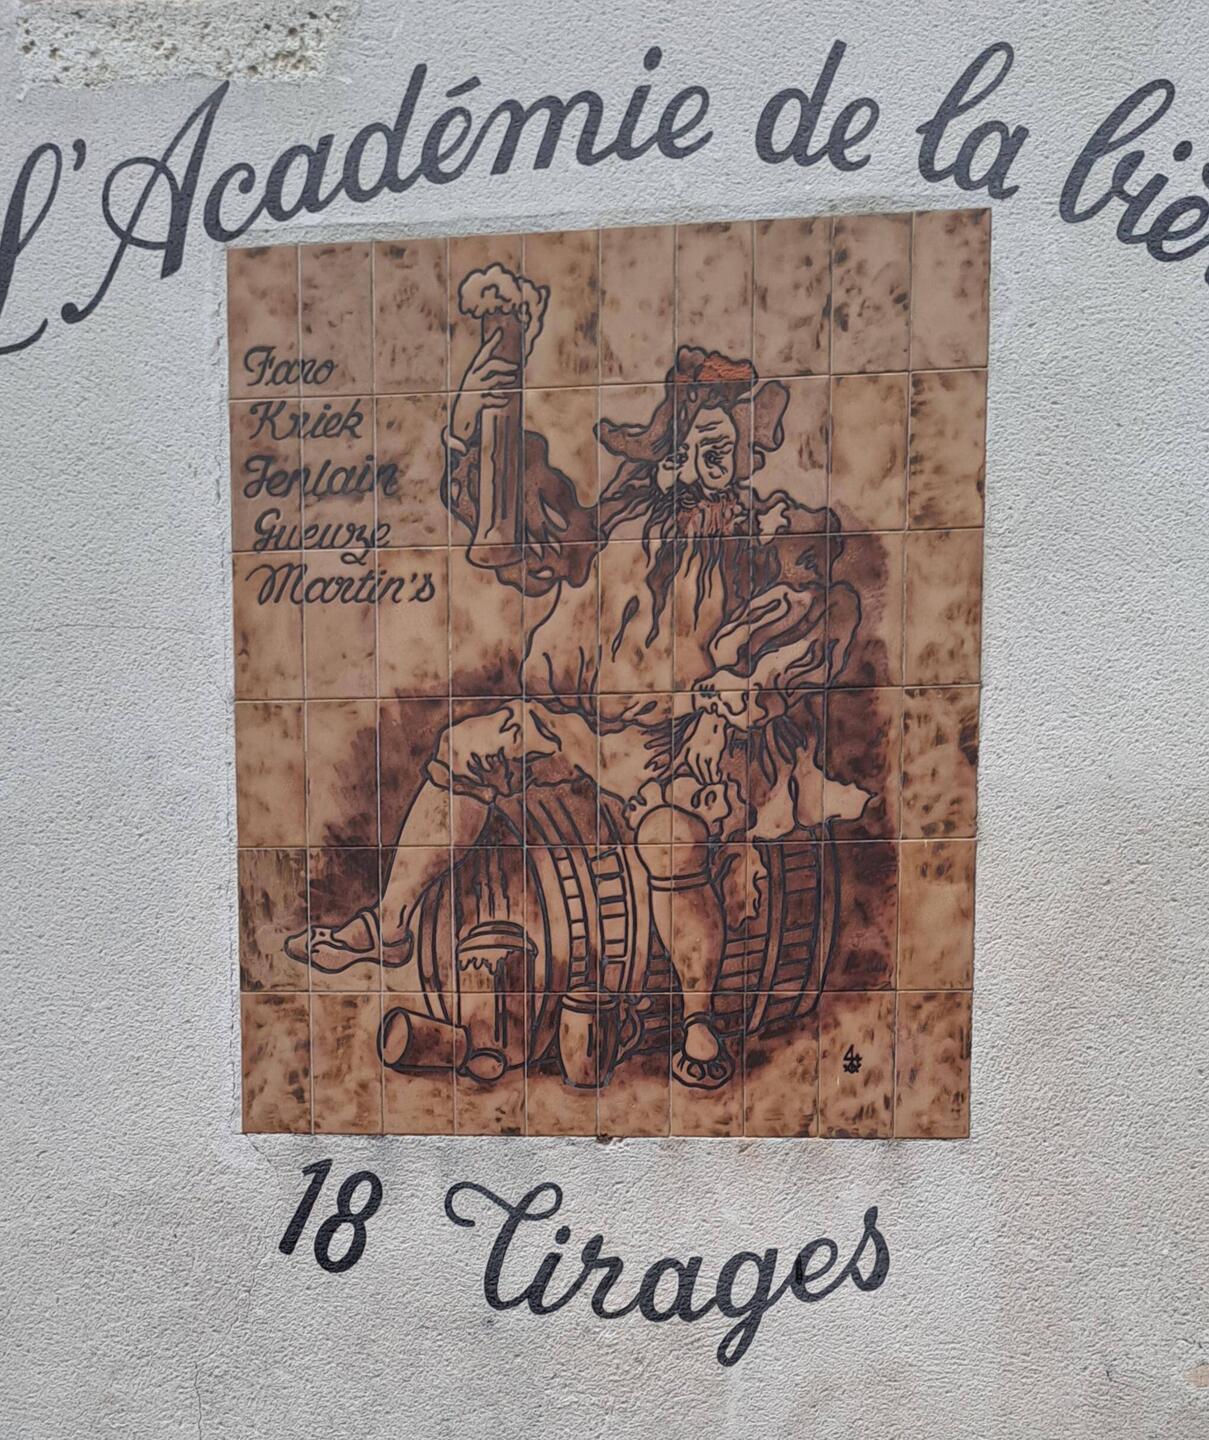 l'Académie de la biè
Faro
Kriek
Jenlain
Gueuze
Martin's
18 Tirages